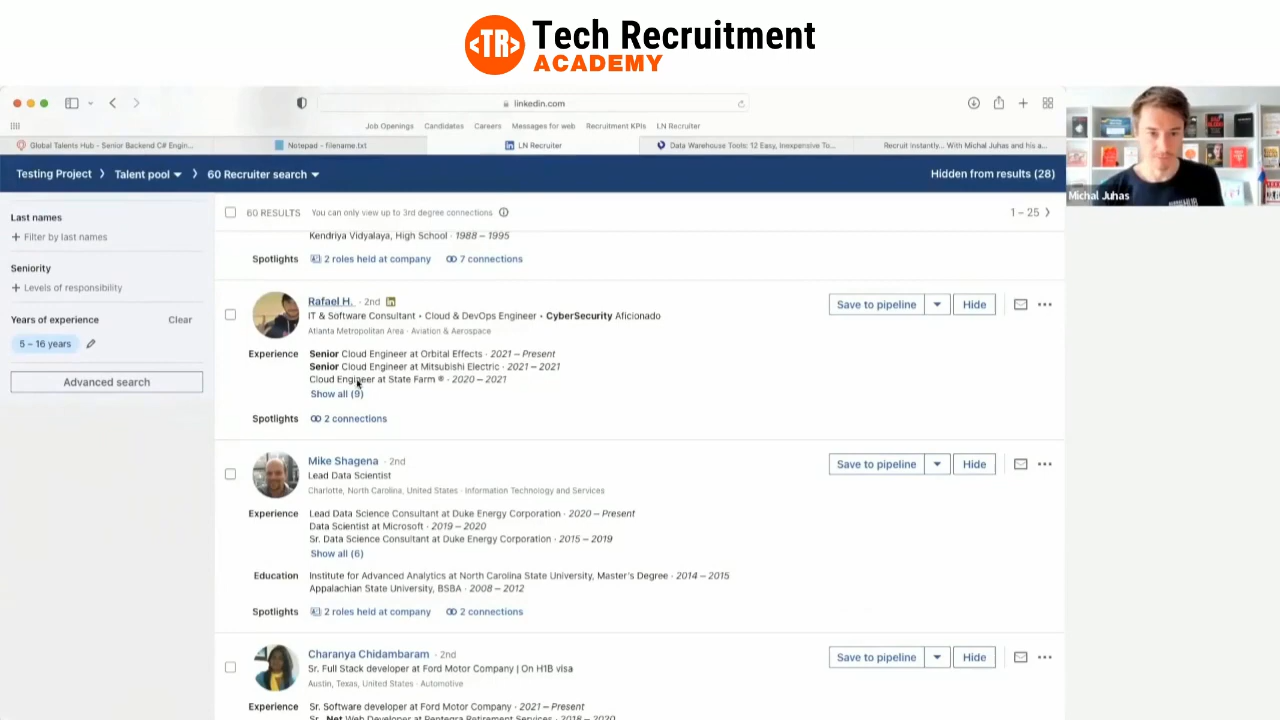 <TR> Tech Recruitment
ACADEMY
linkedin.com
Job Openings Candidates Careers Messages for web Recruitment KPIs LN Recruiter
Global Talents Hub - Senior Backend C# Engin... Notepad - filename.txt LN Recruiter Data Warehouse Tools: 12 Easy, Inexpensive To... Recruit Instantly... With Michal Juhas and his a...
Testing Project Talent pool 60 Recruiter search Hidden from results (28)
Michal Juhas
Last names
+ Filter by last names
Seniority
+ Levels of responsibility
Years of experience Clear
5 – 16 years
Advanced search
60 RESULTS You can only view up to 3rd degree connections 1 – 25
Kendriya Vidyalaya, High School · 1988 – 1995
Spotlights 2 roles held at company 7 connections
Rafael H. · 2nd in
Save to pipeline Hide
IT & Software Consultant • Cloud & DevOps Engineer • CyberSecurity Aficionado
Atlanta Metropolitan Area · Aviation & Aerospace
Experience Senior Cloud Engineer at Orbital Effects · 2021 – Present
Senior Cloud Engineer at Mitsubishi Electric · 2021 – 2021
Cloud Engineer at State Farm ® · 2020 – 2021
Show all (9)
Spotlights 2 connections
Mike Shagena · 2nd
Save to pipeline Hide
Lead Data Scientist
Charlotte, North Carolina, United States · Information Technology and Services
Experience Lead Data Science Consultant at Duke Energy Corporation · 2020 – Present
Data Scientist at Microsoft · 2019 – 2020
Sr. Data Science Consultant at Duke Energy Corporation · 2015 – 2019
Show all (6)
Education Institute for Advanced Analytics at North Carolina State University, Master's Degree · 2014 – 2015
Appalachian State University, BSBA · 2008 – 2012
Spotlights 2 roles held at company 2 connections
Charanya Chidambaram · 2nd
Save to pipeline Hide
Sr. Full Stack developer at Ford Motor Company | On H1B visa
Austin, Texas, United States · Automotive
Experience Sr. Software developer at Ford Motor Company · 2021 – Present
Sr. .Net Web Developer at Pentegra Retirement Services · 2018 – 2020